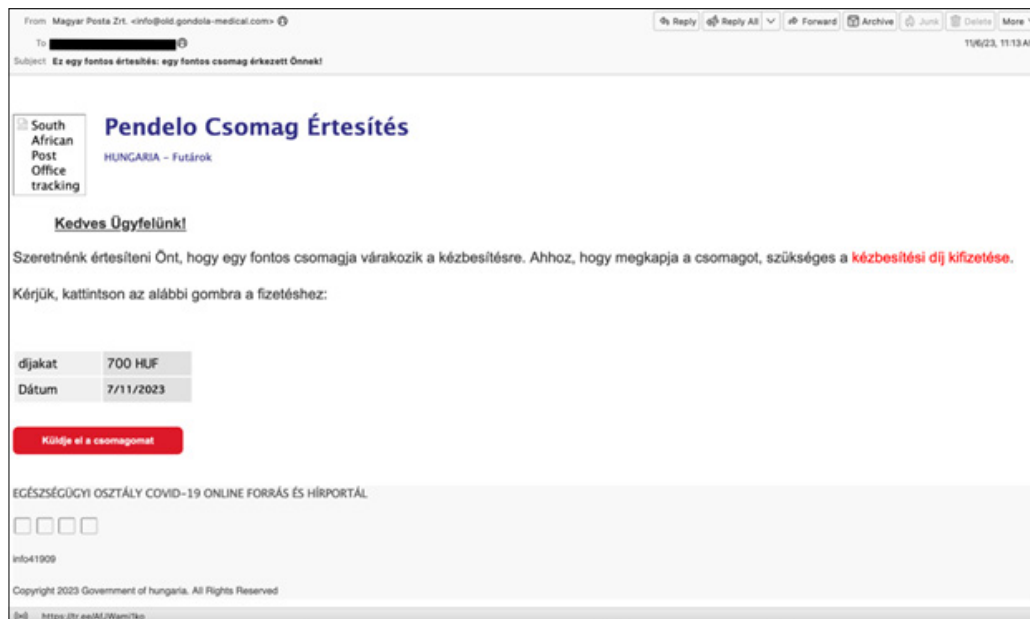 From Magyar Posta Zrt. <info@old.gondola-medical.com>
Reply Reply All Forward Archive Junk Delete More
To
11/6/23, 11:13
Subject Ez egy fontos értesítés: egy fontos csomag érkezett Önnek!
South African Post Office tracking
Pendelo Csomag Értesítés
HUNGARIA – Futárok
Kedves Ügyfelünk!
Szeretnénk értesíteni Önt, hogy egy fontos csomagja várakozik a kézbesítésre. Ahhoz, hogy megkapja a csomagot, szükséges a kézbesítési díj kifizetése.
Kérjük, kattintson az alábbi gombra a fizetéshez:
díjakat 700 HUF
Dátum 7/11/2023
Küldje el a csomagomat
EGÉSZSÉGÜGYI OSZTÁLY COVID-19 ONLINE FORRÁS ÉS HÍRPORTÁL
info41909
Copyright 2023 Government of hungaria. All Rights Reserved